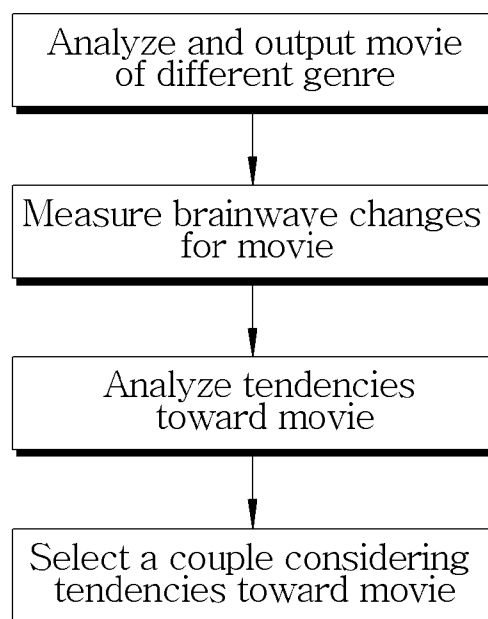 Analyze and output movie
of different genre
Measure brainwave changes
for movie
Analyze tendencies
toward movie
Select a couple considering
tendencies toward movie